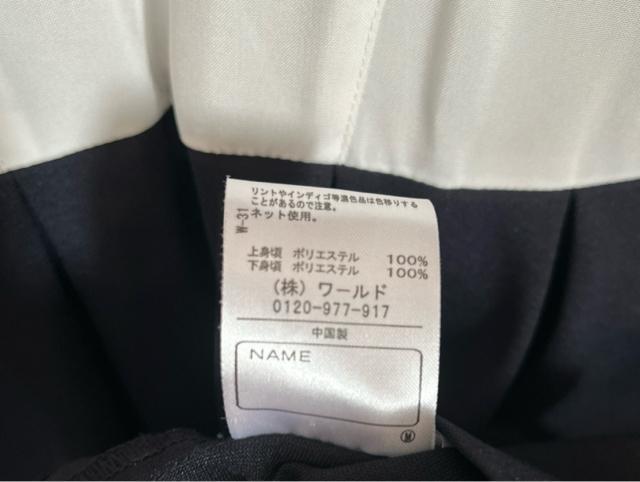 リントやインディゴ等濃色品は色移りする
ことがあるので注意。
ネット使用。
W-31
上身頃 ポリエステル 100%
下身頃 ポリエステル 100%
(株) ワールド
0120-977-917
中国製
NAME
M